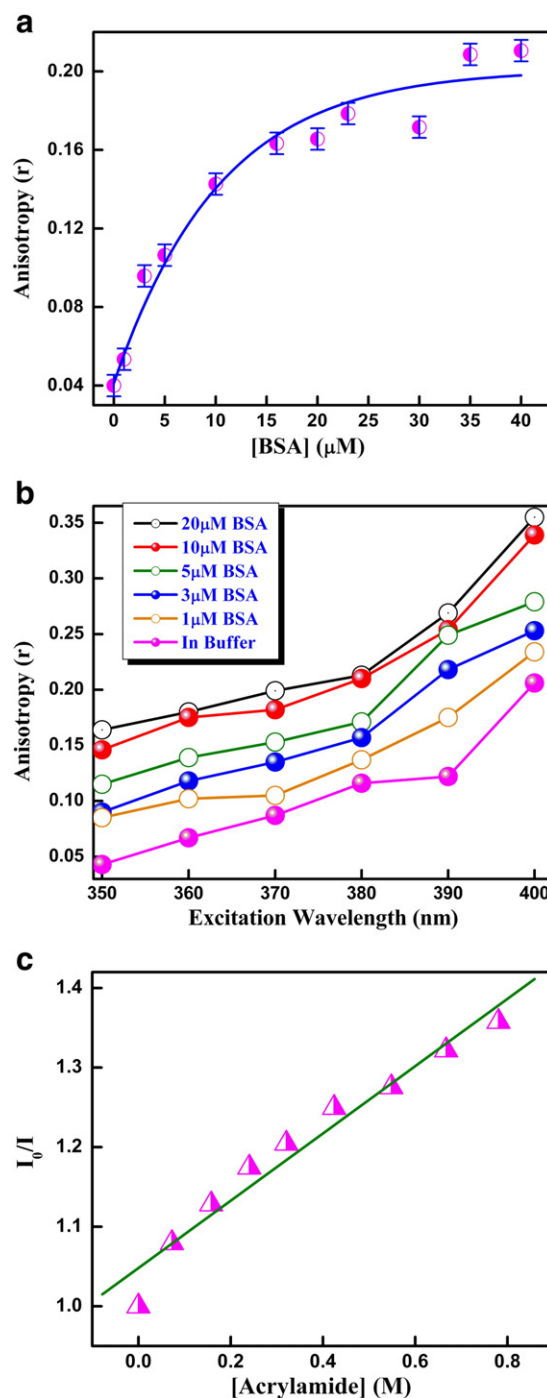 a
0.20
0.16
0.12
0.08
0.04
Anisotropy (r)
0 5 10 15 20 25 30 35 40
[BSA] (μM)
b
0.35
0.30
0.25
0.20
0.15
0.10
0.05
Anisotropy (r)
20μM BSA
10μM BSA
5μM BSA
3μM BSA
1μM BSA
In Buffer
350 360 370 380 390 400
Excitation Wavelength (nm)
c
1.4
1.3
1.2
1.1
1.0
I0/I
0.0 0.2 0.4 0.6 0.8
[Acrylamide] (M)